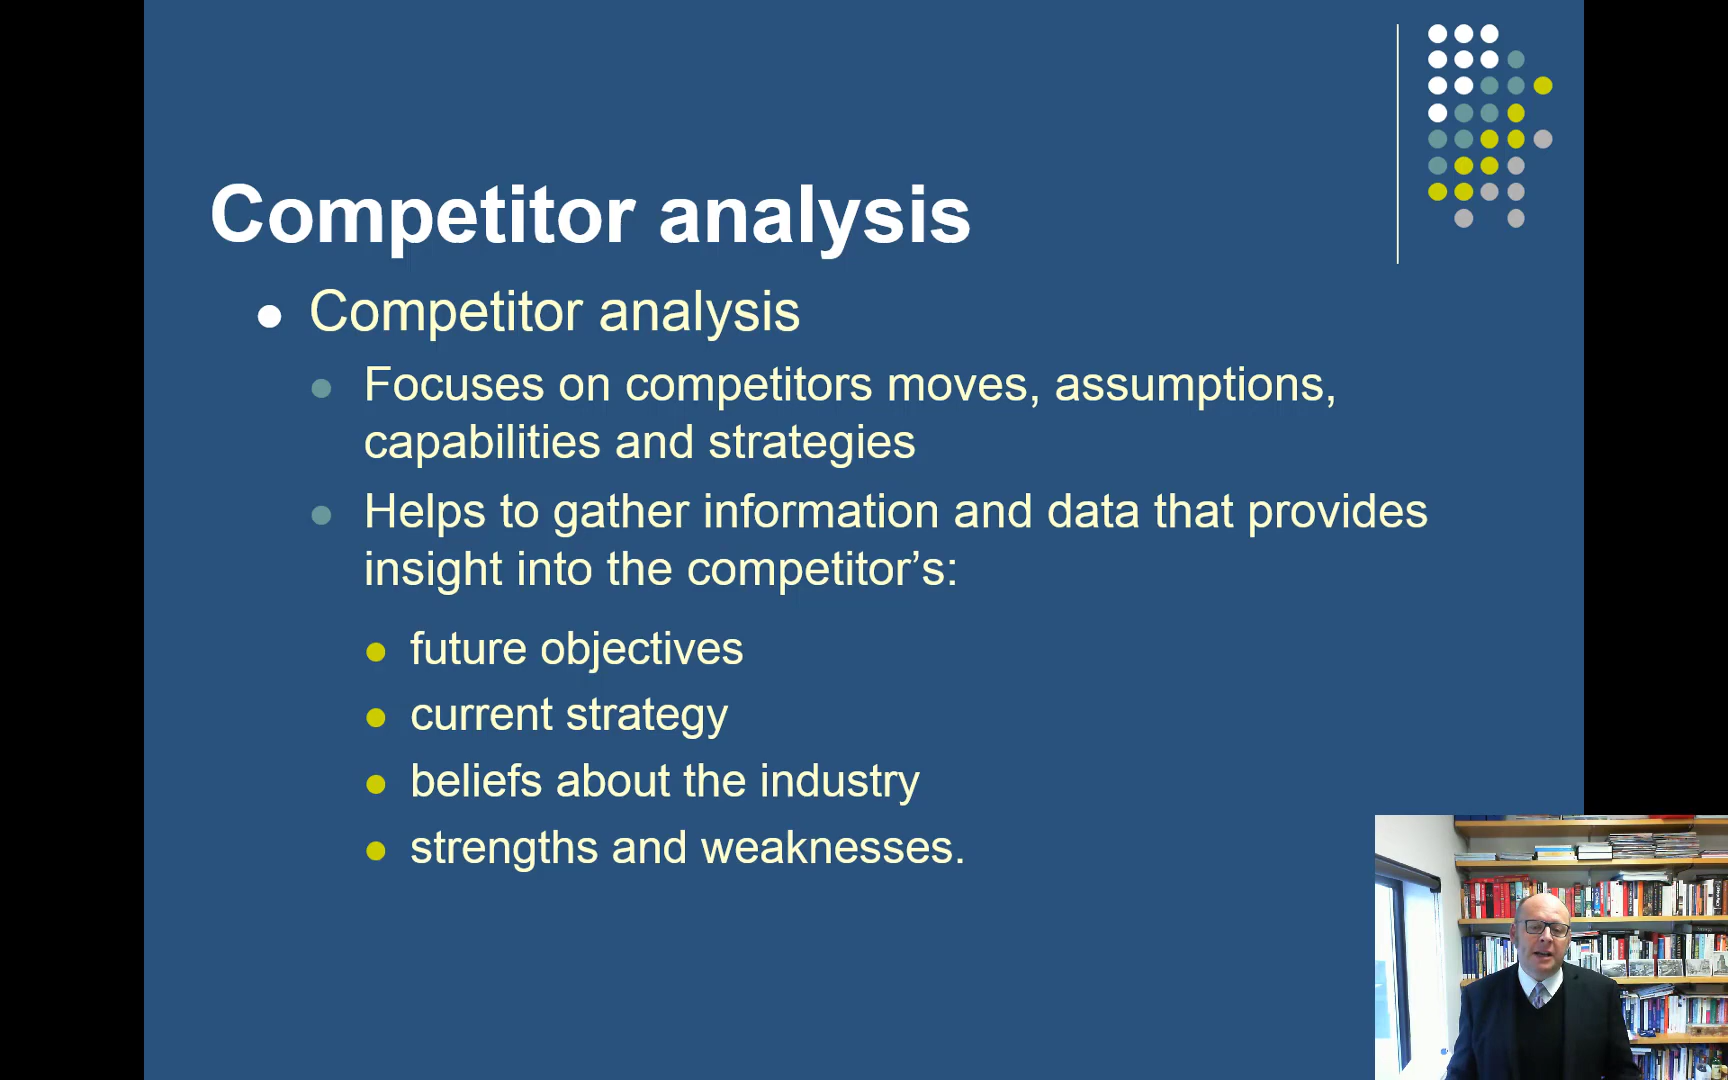 Competitor analysis
Competitor analysis
Focuses on competitors moves, assumptions,
capabilities and strategies
Helps to gather information and data that provides
insight into the competitor’s:
future objectives
current strategy
beliefs about the industry
strengths and weaknesses.